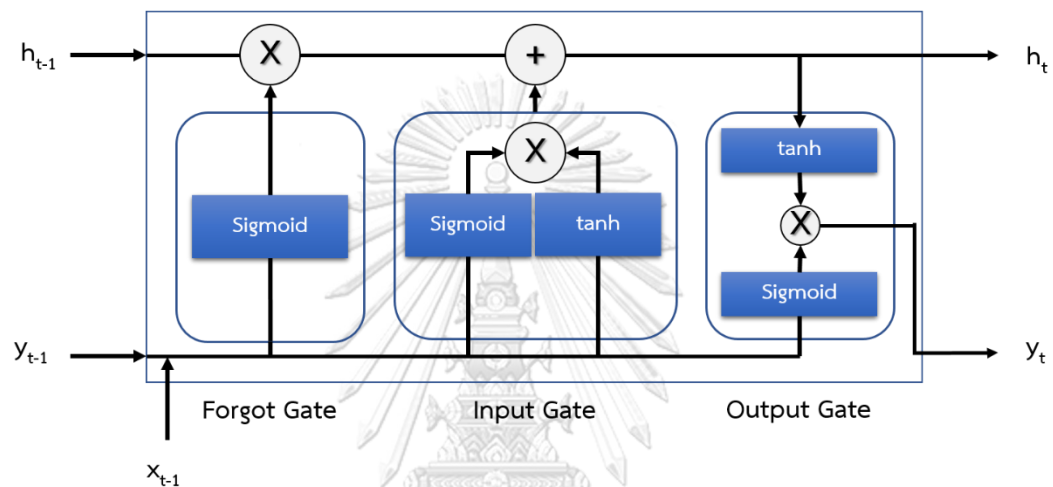 h_{t-1}
X
+
h_t
tanh
X
Sigmoid
Sigmoid
tanh
X
Sigmoid
y_{t-1}
y_t
Forgot Gate
Input Gate
Output Gate
x_{t-1}